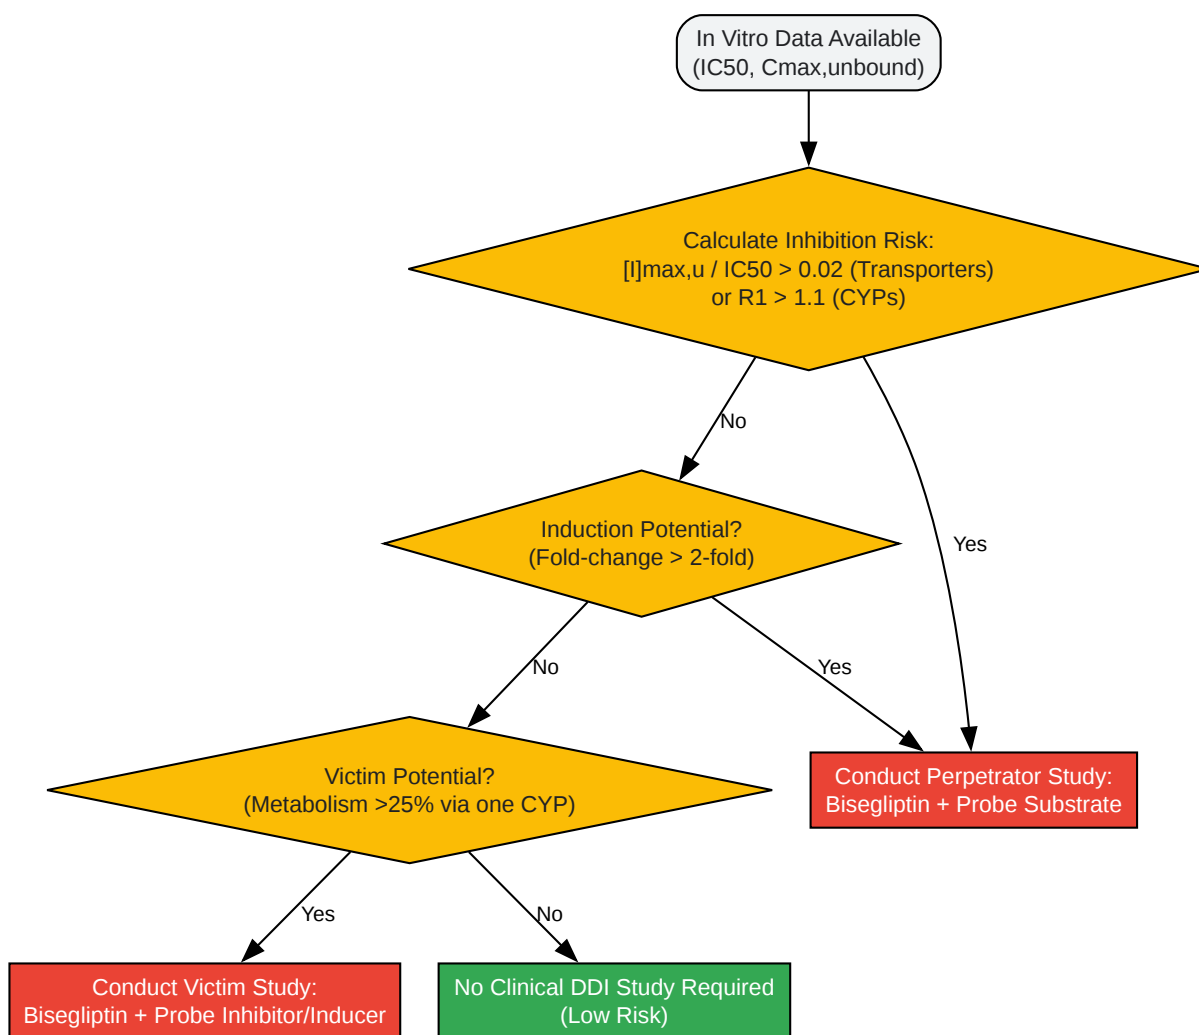 In Vitro Data Available
(IC50, Cmax,unbound)
Calculate Inhibition Risk:
[I]max,u / IC50 > 0.02 (Transporters)
or R1 > 1.1 (CYPs)
No
Yes
Induction Potential?
(Fold-change > 2-fold)
No
Yes
Victim Potential?
(Metabolism >25% via one CYP)
Conduct Perpetrator Study:
Bisegliptin + Probe Substrate
Yes
No
Conduct Victim Study:
Bisegliptin + Probe Inhibitor/Inducer
No Clinical DDI Study Required
(Low Risk)